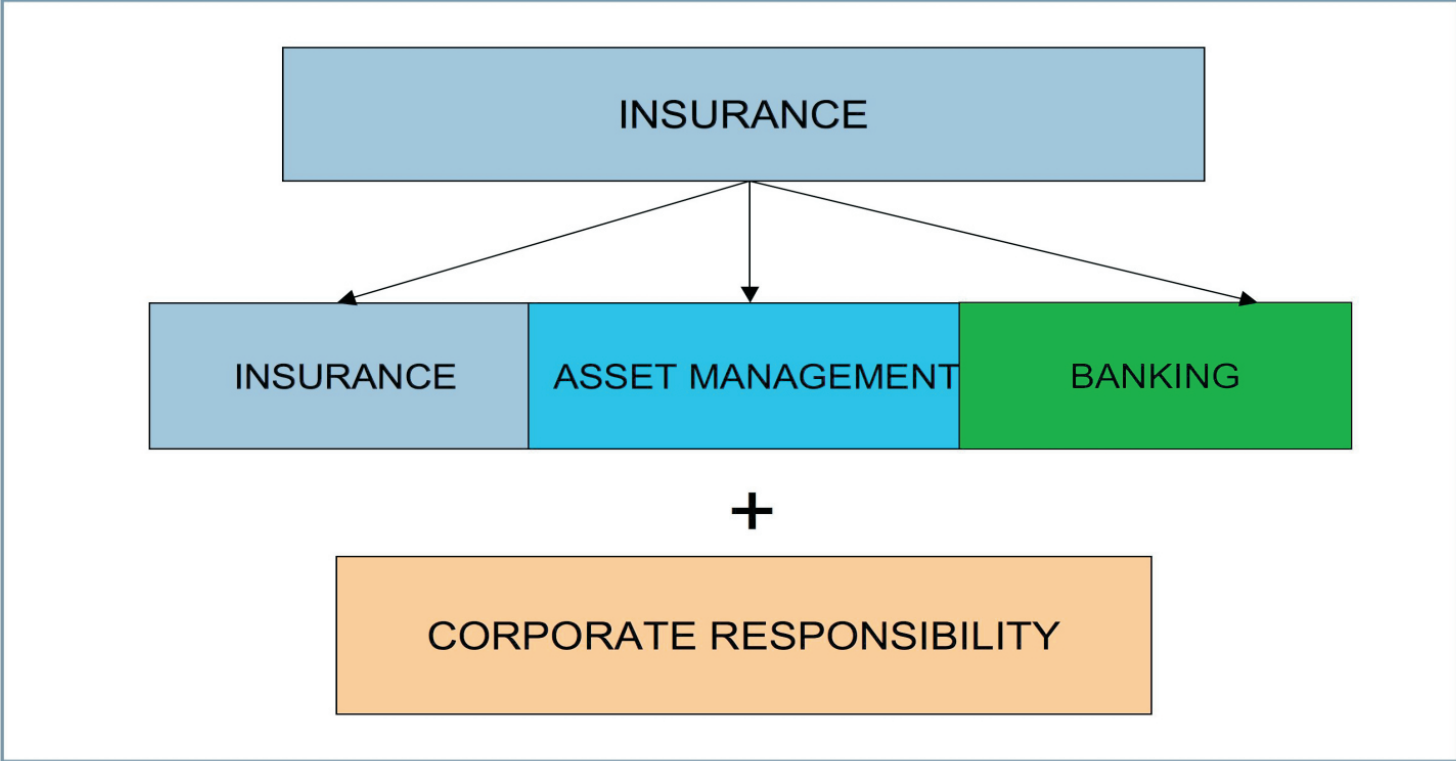 INSURANCE
INSURANCE ASSET MANAGEMENT BANKING
+
CORPORATE RESPONSIBILITY